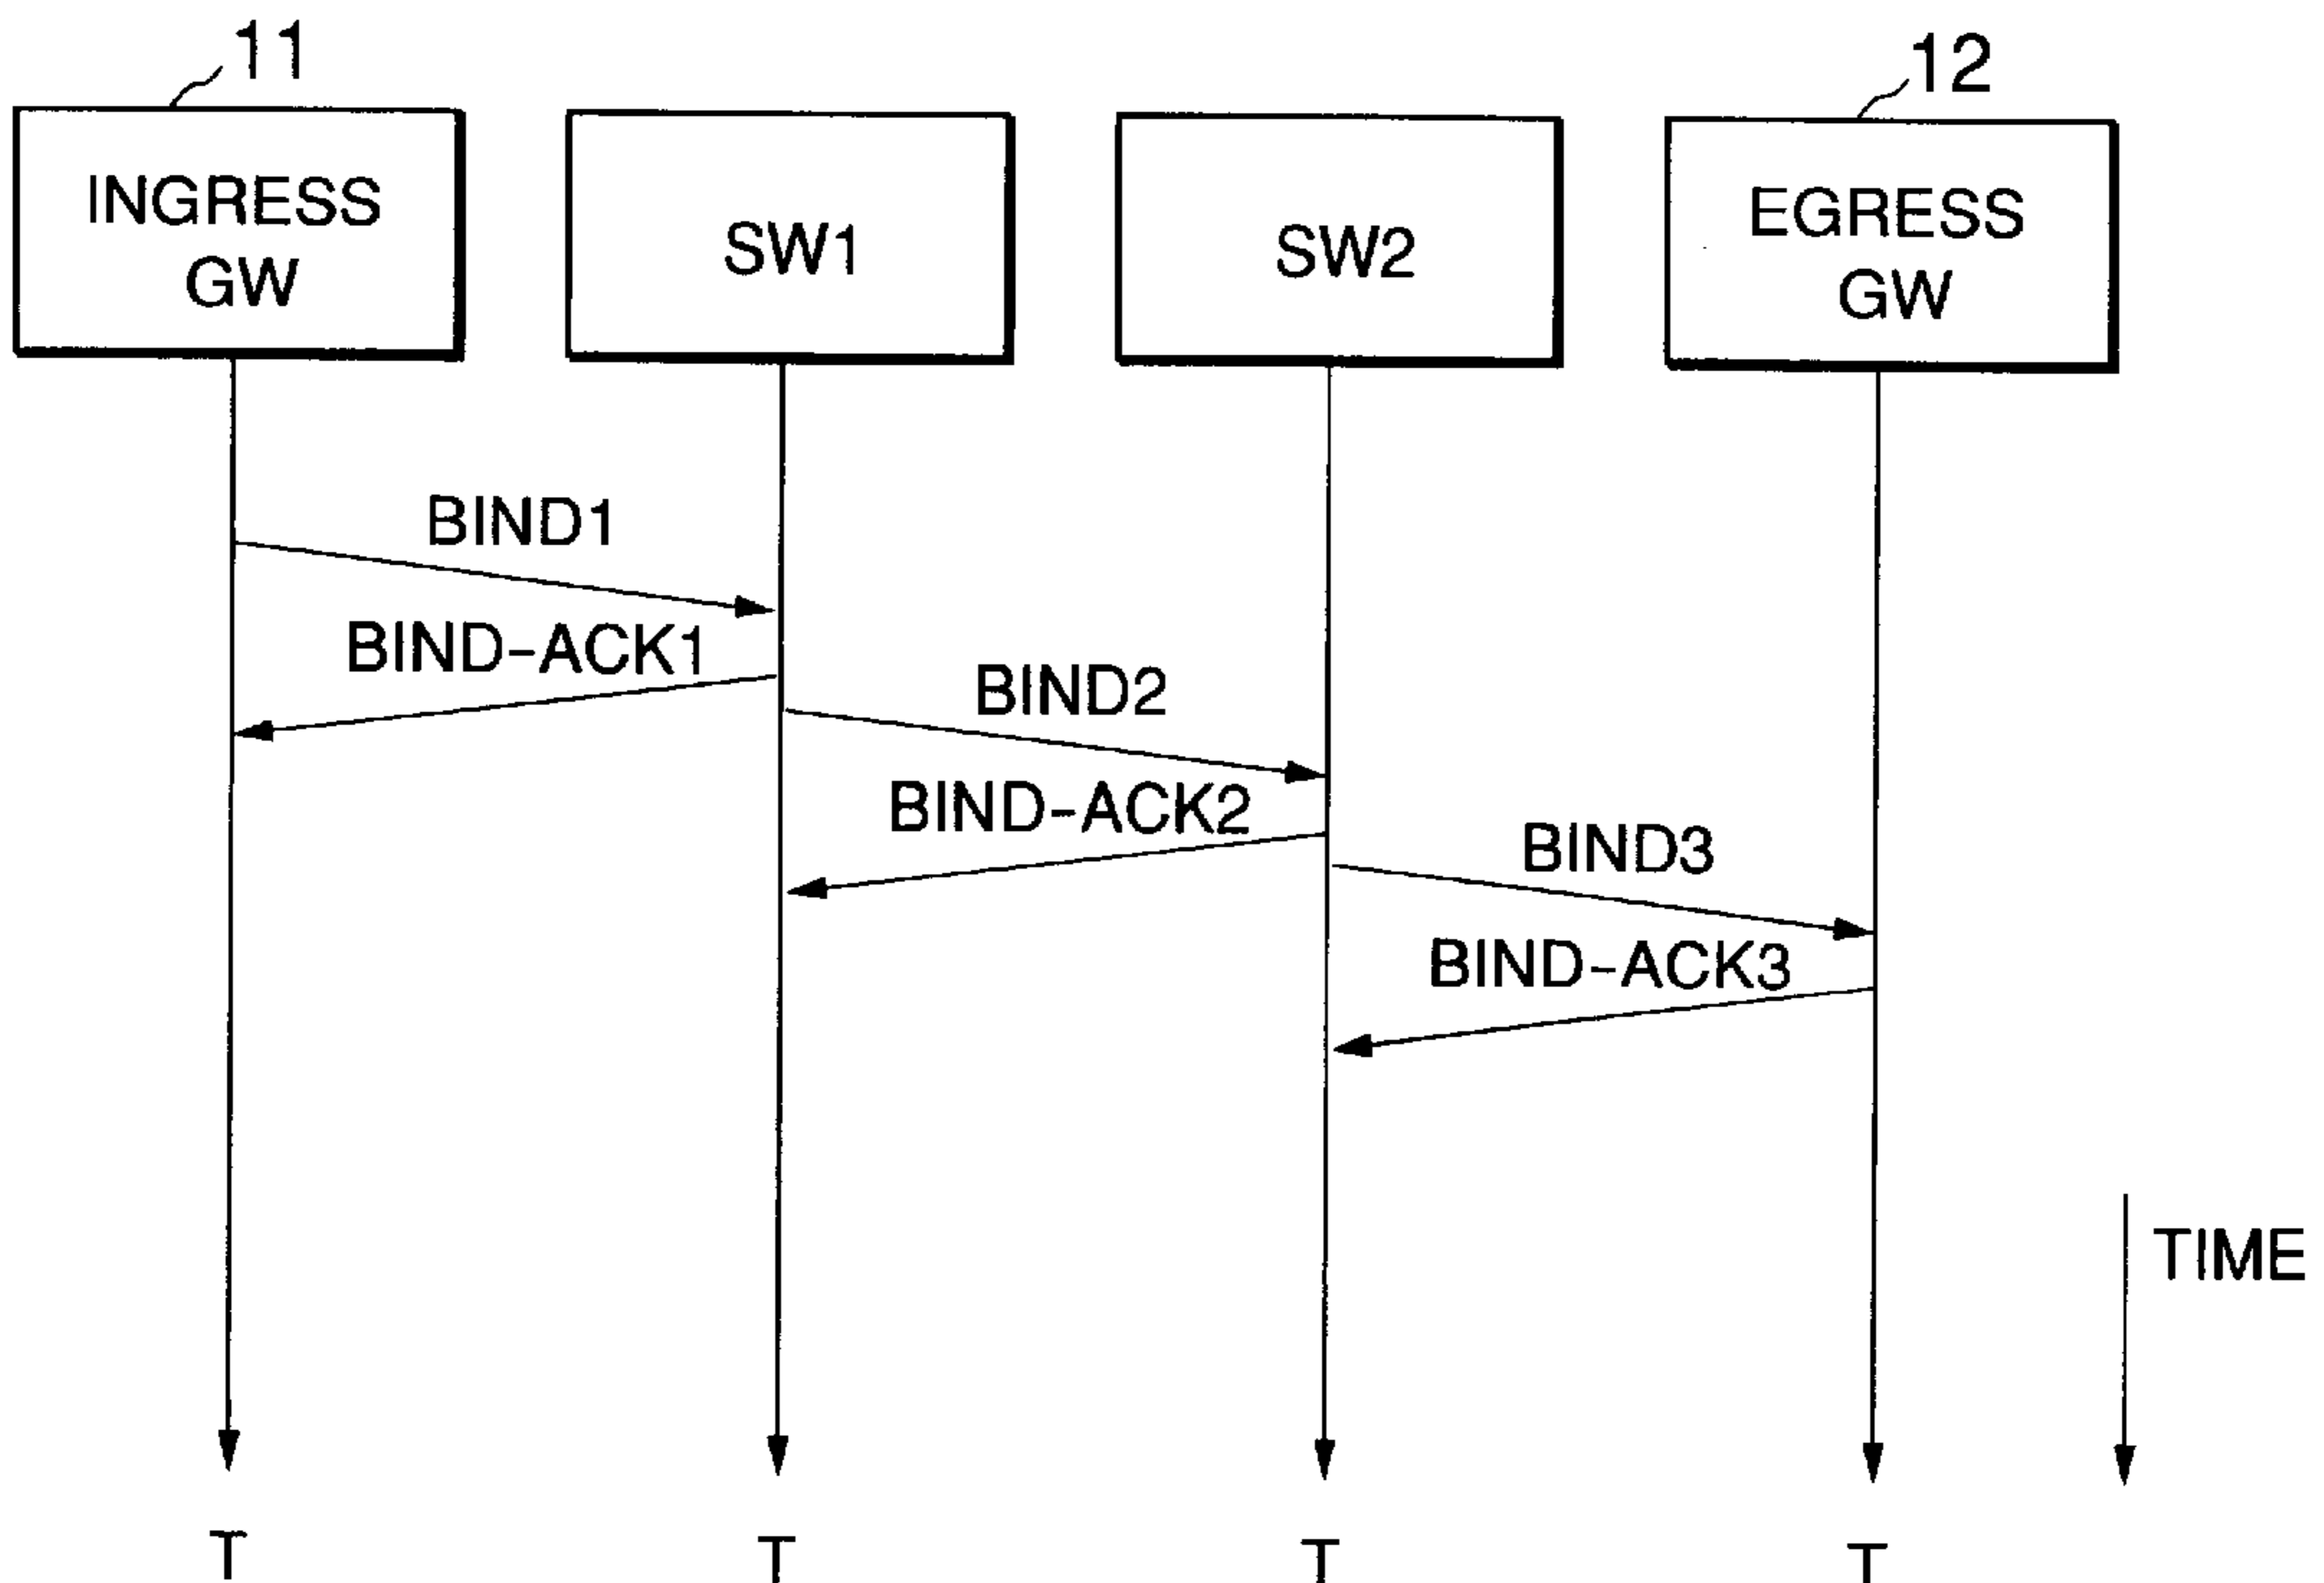 11
12
INGRESS
GW
SW1
SW2
EGRESS
GW
BIND1
BIND-ACK1
BIND2
BIND-ACK2
BIND3
BIND-ACK3
TIME
T
T
T
T